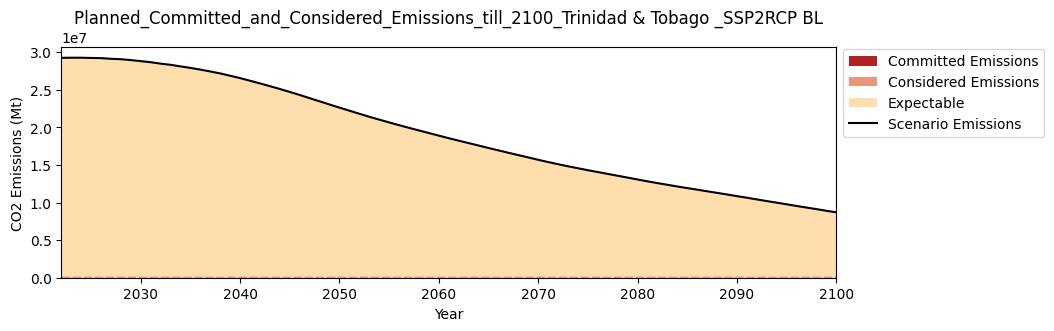 Planned_Committed_and_Considered_Emissions_till_2100_Trinidad & Tobago _SSP2RCP BL
1e7
3.0
2.5
2.0
1.5
1.0
0.5
0.0
CO2 Emissions (Mt)
2030 2040 2050 2060 2070 2080 2090 2100
Year
Committed Emissions
Considered Emissions
Expectable
Scenario Emissions